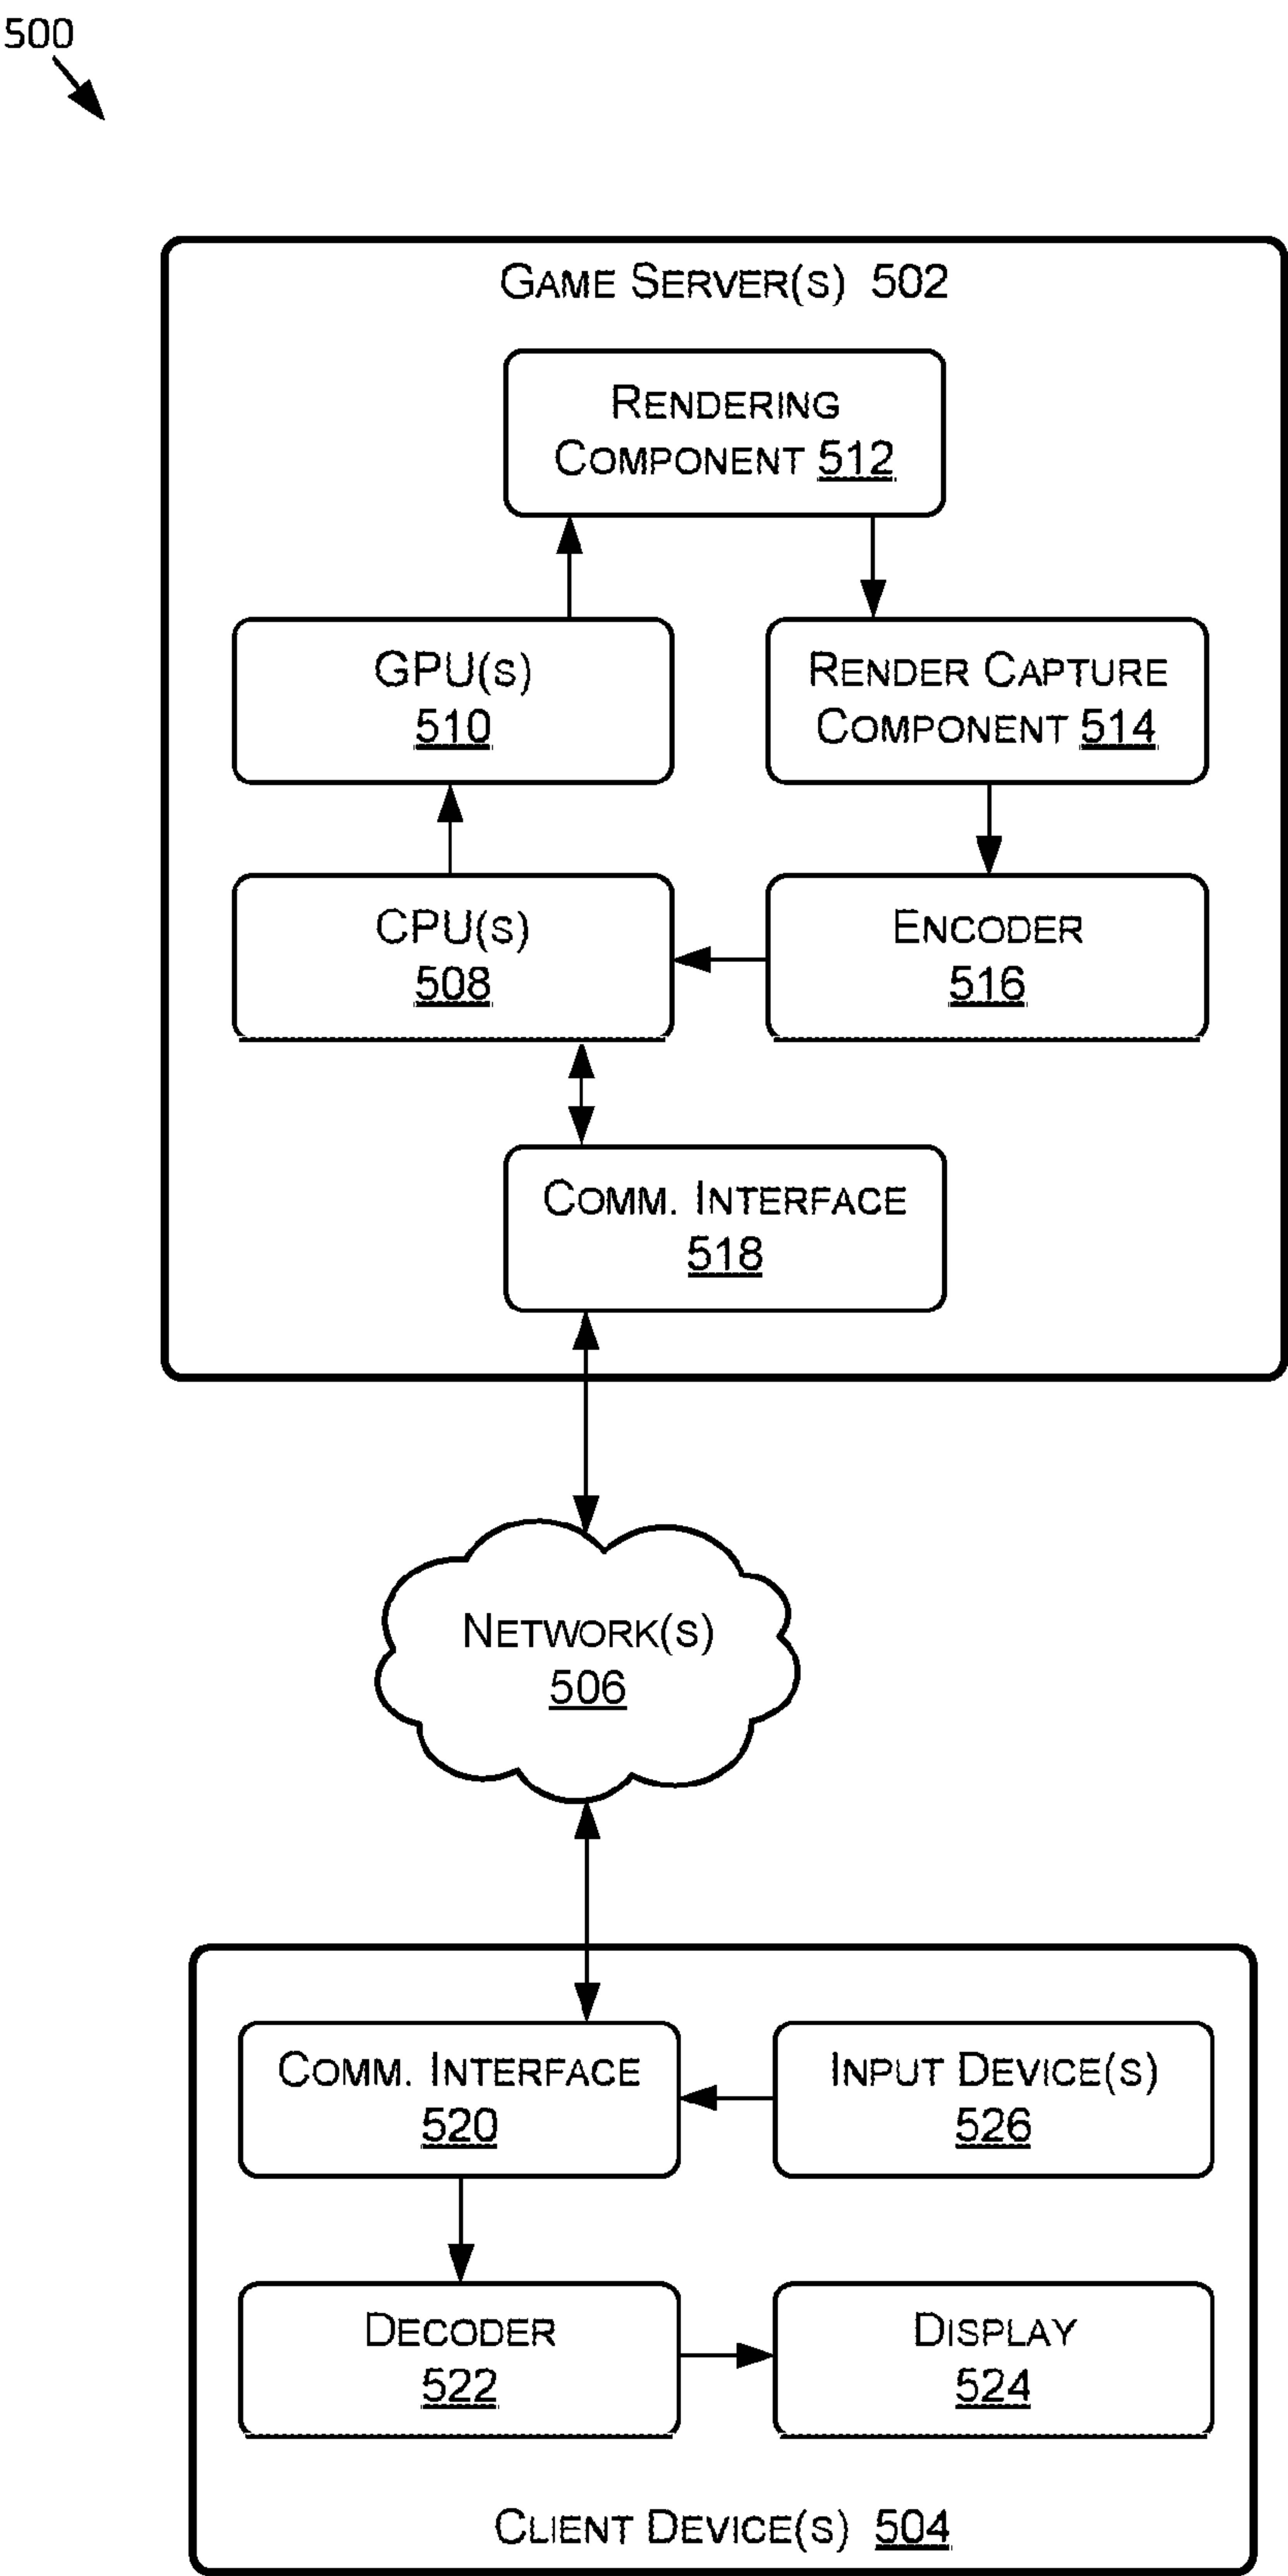 500
GAME SERVER(S) 502
RENDERING
COMPONENT 512
GPU(S)
510
RENDER CAPTURE
COMPONENT 514
CPU(S)
508
ENCODER
516
COMM. INTERFACE
518
NETWORK(S)
506
COMM. INTERFACE
520
INPUT DEVICE(S)
526
DECODER
522
DISPLAY
524
CLIENT DEVICE(S) 504